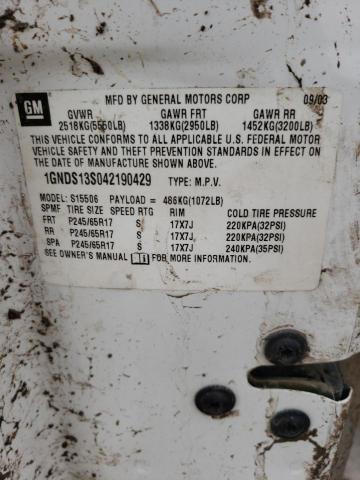 GM
MFD BY GENERAL MOTORS CORP 09/03
GVWR GAWR FRT GAWR RR
2518KG(5550LB) 1338KG(2950LB) 1452KG(3200LB)
THIS VEHICLE CONFORMS TO ALL APPLICABLE U.S. FEDERAL MOTOR
VEHICLE SAFETY AND THEFT PREVENTION STANDARDS IN EFFECT ON
THE DATE OF MANUFACTURE SHOWN ABOVE.
1GNDS13S042190429 TYPE: M.P.V.
MODEL: S15506 PAYLOAD = 486KG(1072LB)
SPMF TIRE SIZE SPEED RTG RIM COLD TIRE PRESSURE
FRT P245/65R17 S 17X7J 220KPA(32PSI)
RR P245/65R17 S 17X7J 220KPA(32PSI)
SPA P245/65R17 S 17X7J 240KPA(35PSI)
SEE OWNER'S MANUAL FOR MORE INFORMATION